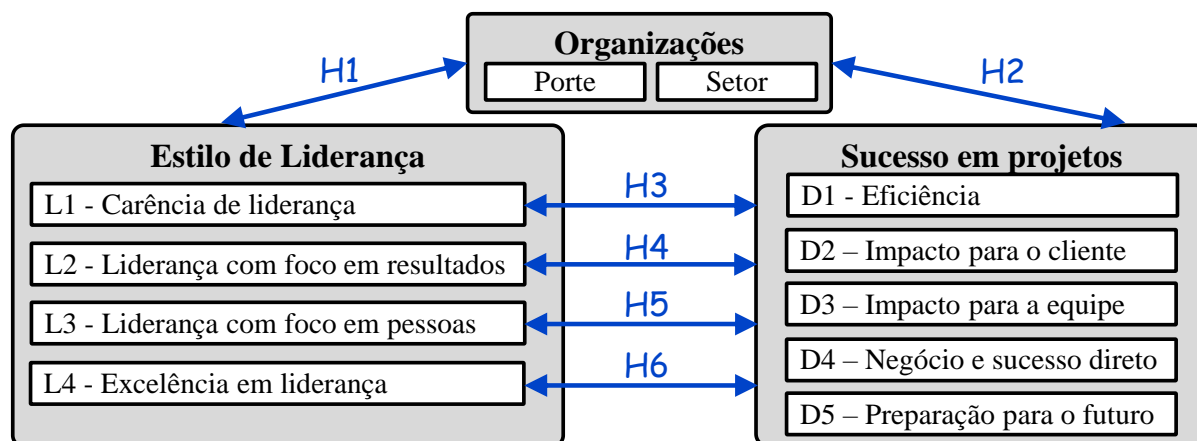 Organizações
Porte
Setor
H1
H2
Estilo de Liderança
L1 - Carência de liderança
L2 - Liderança com foco em resultados
L3 - Liderança com foco em pessoas
L4 - Excelência em liderança
H3
H4
H5
H6
Sucesso em projetos
D1 - Eficiência
D2 – Impacto para o cliente
D3 – Impacto para a equipe
D4 – Negócio e sucesso direto
D5 – Preparação para o futuro